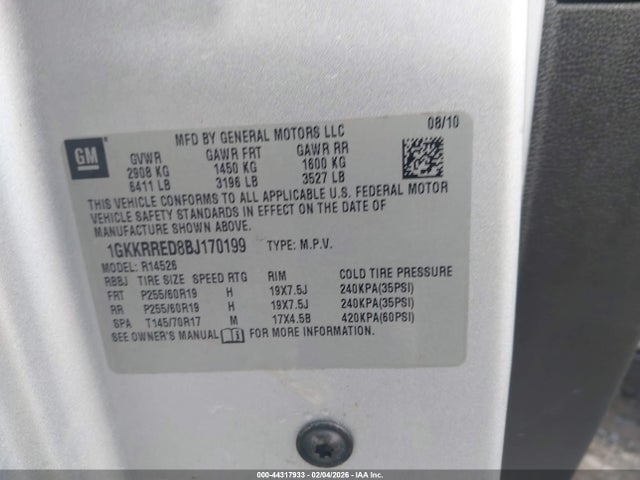 MFD BY GENERAL MOTORS LLC 08/10
GM GVWR GAWR FRT GAWR RR
2908 KG 1450 KG 1600 KG
6411 LB 3196 LB 3527 LB
THIS VEHICLE CONFORMS TO ALL APPLICABLE U.S. FEDERAL MOTOR
VEHICLE SAFETY STANDARDS IN EFFECT ON THE DATE OF
MANUFACTURE SHOWN ABOVE.
1GKKRRED8BJ170199 TYPE: M.P.V.
MODEL: R14526
RBBJ TIRE SIZE SPEED RTG RIM COLD TIRE PRESSURE
FRT P255/60R19 H 19X7.5J 240KPA(35PSI)
RR P255/60R19 H 19X7.5J 240KPA(35PSI)
SPA T145/70R17 M 17X4.5B 420KPA(60PSI)
SEE OWNER'S MANUAL FOR MORE INFORMATION.
000-44317933 - 02/04/2026 - IAAI.CA